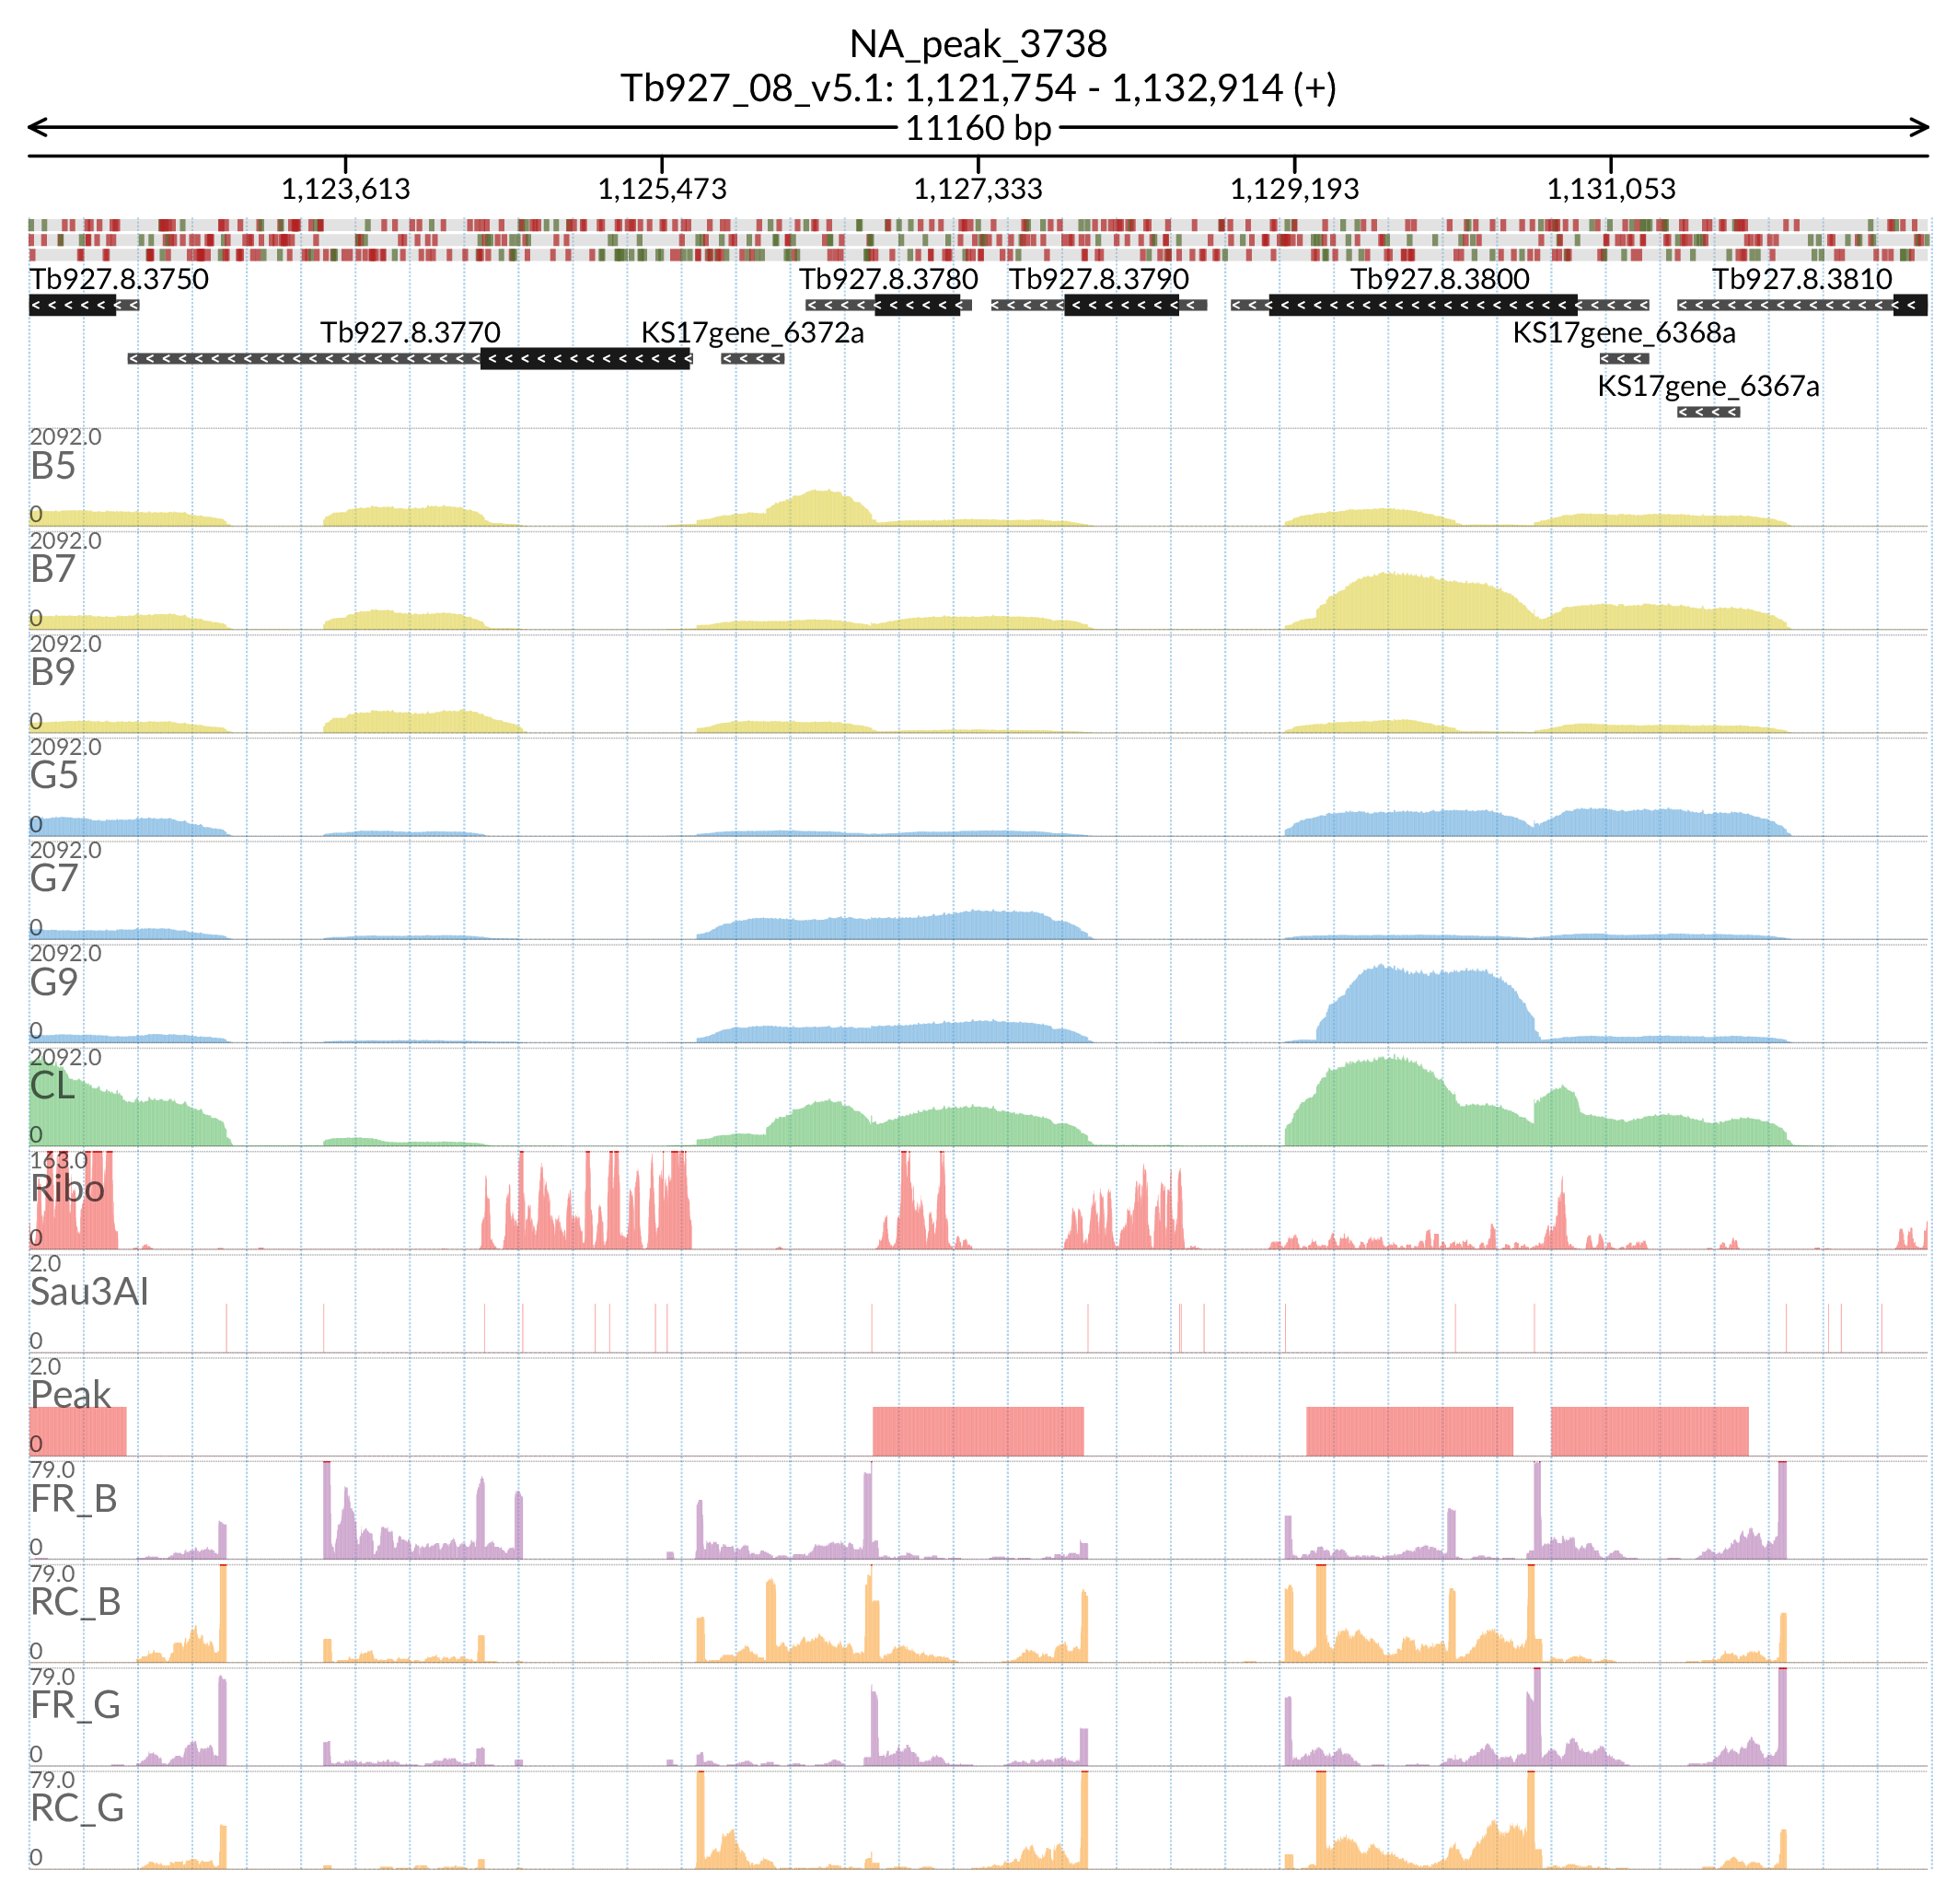 NA_peak_3738
Tb927_08_v5.1: 1,121,754 - 1,132,914 (+)
11160 bp
1,123,613 1,125,473 1,127,333 1,129,193 1,131,053
Tb927.8.3750 Tb927.8.3780 Tb927.8.3790 Tb927.8.3800 Tb927.8.3810
Tb927.8.3770 KS17gene_6372a KS17gene_6368a
KS17gene_6367a
2092.0
B5
0
2092.0
B7
0
2092.0
B9
0
2092.0
G5
0
2092.0
G7
0
2092.0
G9
0
2092.0
CL
0
163.0
Ribo
0
2.0
Sau3AI
0
2.0
Peak
0
79.0
FR_B
0
79.0
RC_B
0
79.0
FR_G
0
79.0
RC_G
0